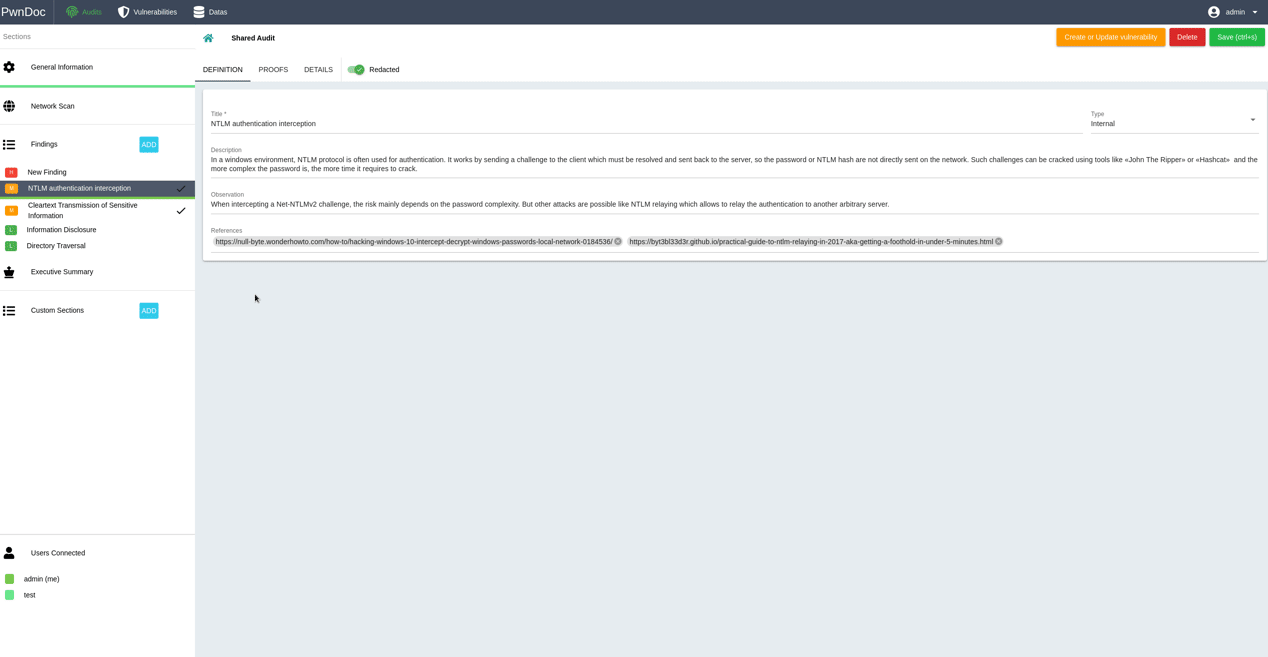 PwnDoc Audits Vulnerabilities Datas admin
Sections
Shared Audit
Create or Update vulnerability Delete Save (ctrl+s)
General Information
Network Scan
Findings ADD
H New Finding
M NTLM authentication interception
M Cleartext Transmission of Sensitive
Information
L Information Disclosure
L Directory Traversal
Executive Summary
Custom Sections ADD
Users Connected
admin (me)
test
DEFINITION PROOFS DETAILS Redacted
Title *
NTLM authentication interception
Type
Internal
Description
In a windows environment, NTLM protocol is often used for authentication. It works by sending a challenge to the client which must be resolved and sent back to the server, so the password or NTLM hash are not directly sent on the network. Such challenges can be cracked using tools like «John The Ripper» or «Hashcat» and the
more complex the password is, the more time it requires to crack.
Observation
When intercepting a Net-NTLMv2 challenge, the risk mainly depends on the password complexity. But other attacks are possible like NTLM relaying which allows to relay the authentication to another arbitrary server.
References
https://null-byte.wonderhowto.com/how-to/hacking-windows-10-intercept-decrypt-windows-passwords-local-network-0184536/ https://byt3bl33d3r.github.io/practical-guide-to-ntlm-relaying-in-2017-aka-getting-a-foothold-in-under-5-minutes.html